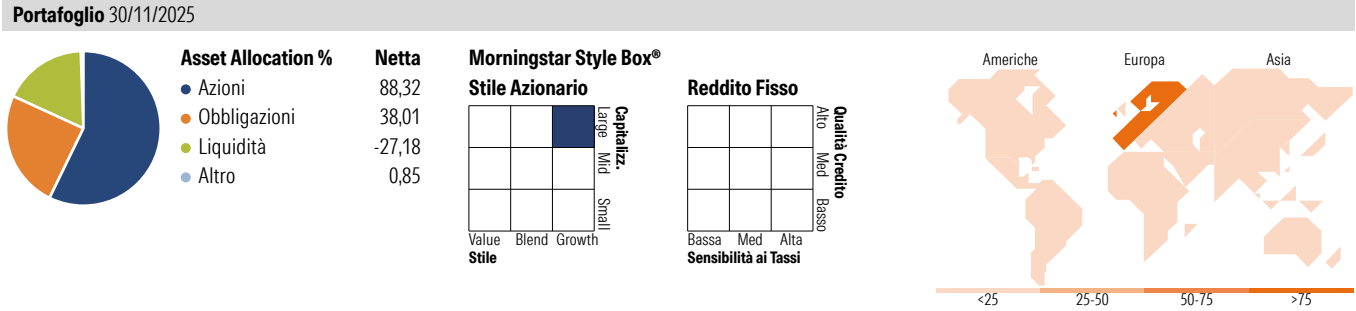 Portafoglio 30/11/2025
Asset Allocation % Netta
Azioni 88,32
Obbligazioni 38,01
Liquidità -27,18
Altro 0,85
Morningstar Style Box®
Stile Azionario
Large Mid Small
Capitalizz.
Value Blend Growth
Stile
Reddito Fisso
Alto Med Basso
Qualità Credito
Bassa Med Alta
Sensibilità ai Tassi
Americhe Europa Asia
<25 25-50 50-75 >75